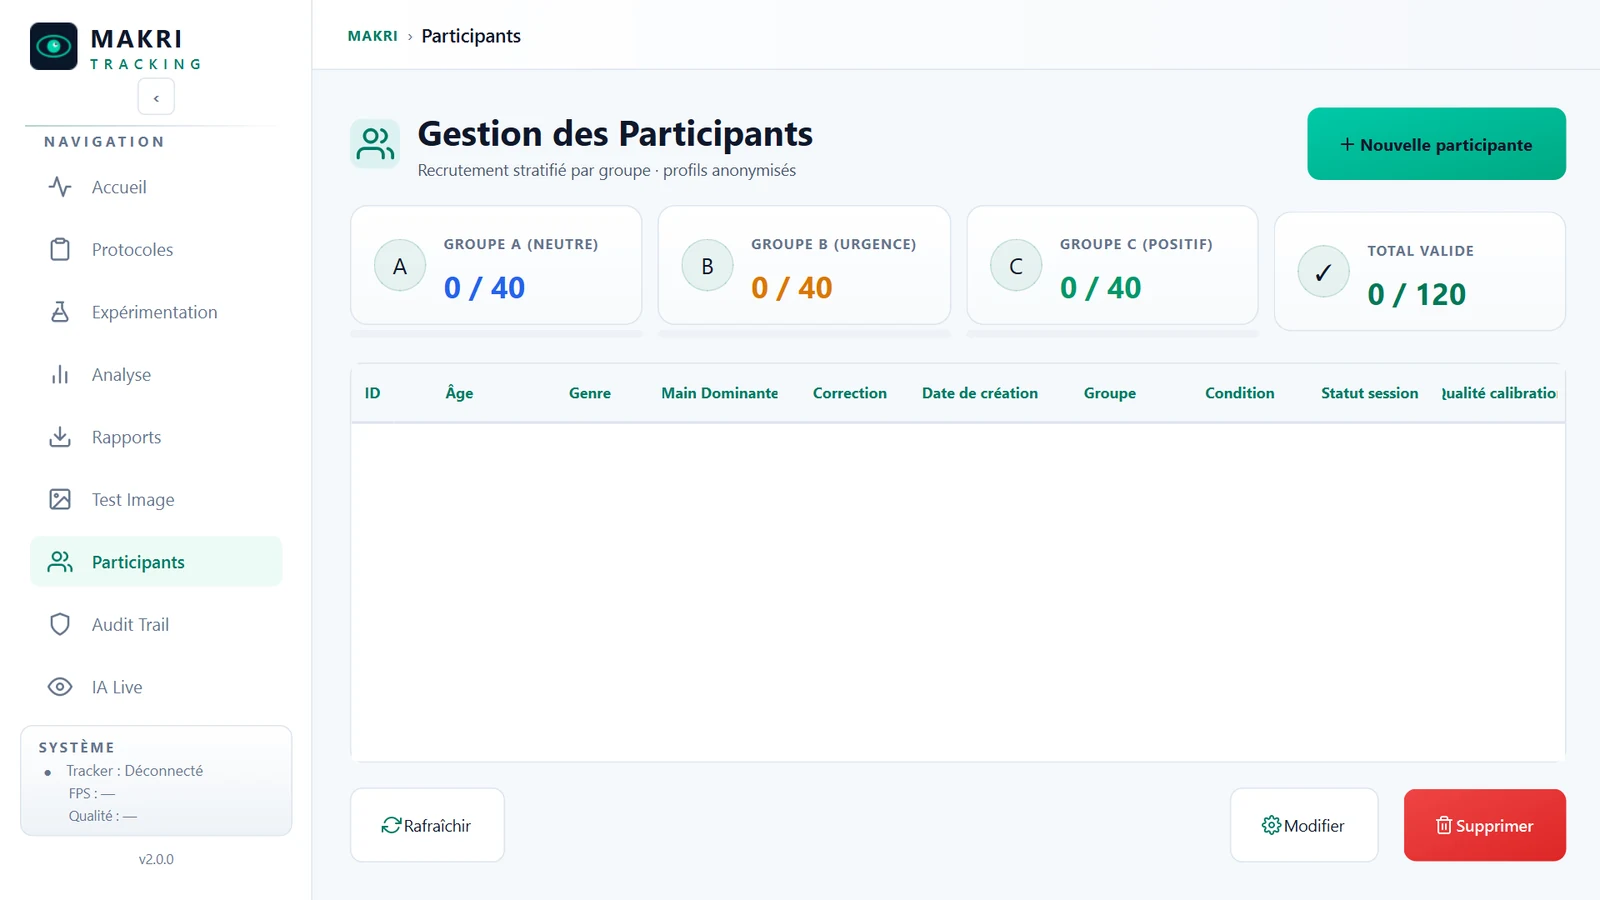 MAKRI
TRACKING
‹
NAVIGATION
Accueil
Protocoles
Expérimentation
Analyse
Rapports
Test Image
Participants
Audit Trail
IA Live
SYSTÈME
Tracker : Déconnecté
FPS : —
Qualité : —
v2.0.0
MAKRI › Participants
Gestion des Participants
Recrutement stratifié par groupe · profils anonymisés
+ Nouvelle participante
A
GROUPE A (NEUTRE)
0 / 40
B
GROUPE B (URGENCE)
0 / 40
C
GROUPE C (POSITIF)
0 / 40
✓
TOTAL VALIDE
0 / 120
ID Âge Genre Main Dominante Correction Date de création Groupe Condition Statut session ualité calibratio
Rafraîchir
Modifier
Supprimer